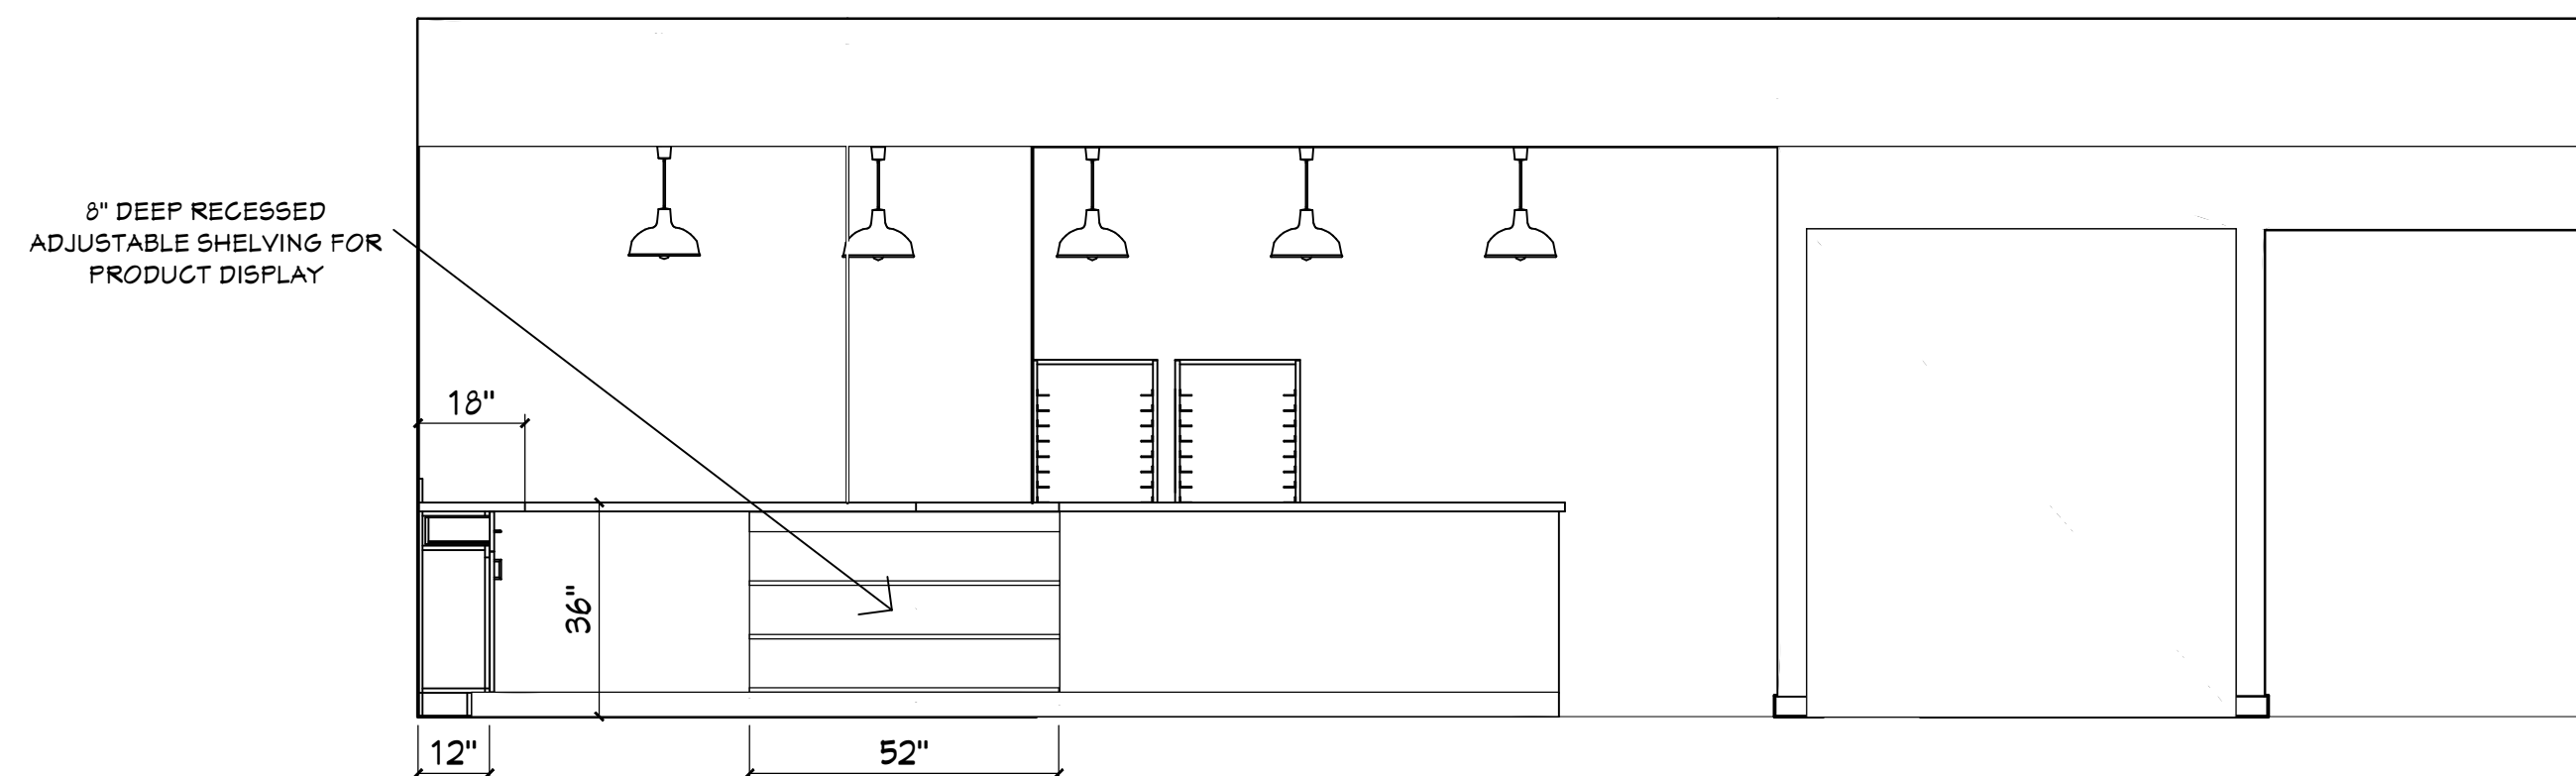 8" DEEP RECESSED
ADJUSTABLE SHELVING FOR
PRODUCT DISPLAY
18"
36"
12"
52"